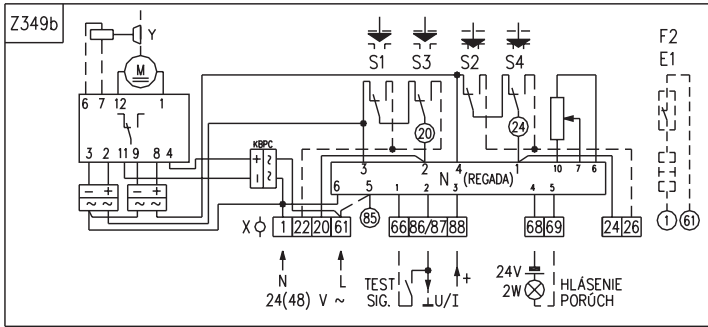 Z349b
Y
M
S1 S3 S2 S4
F2
E1
6 7 12 1
3 2 11 9 8 4
KBPC
+ ~
− ~
− +
~ ~
− +
~ ~
20
24
3 2 4 1 10 7 6
N (REGADA)
6 5 1 2 3 4 5
85
X
1 22 20 61
66 86/87 88
68 69
24 26
1 61
N L
24(48) V ~
TEST
SIG.
U/I
+
24V
2W
HLÁSENIE
PORÚCH